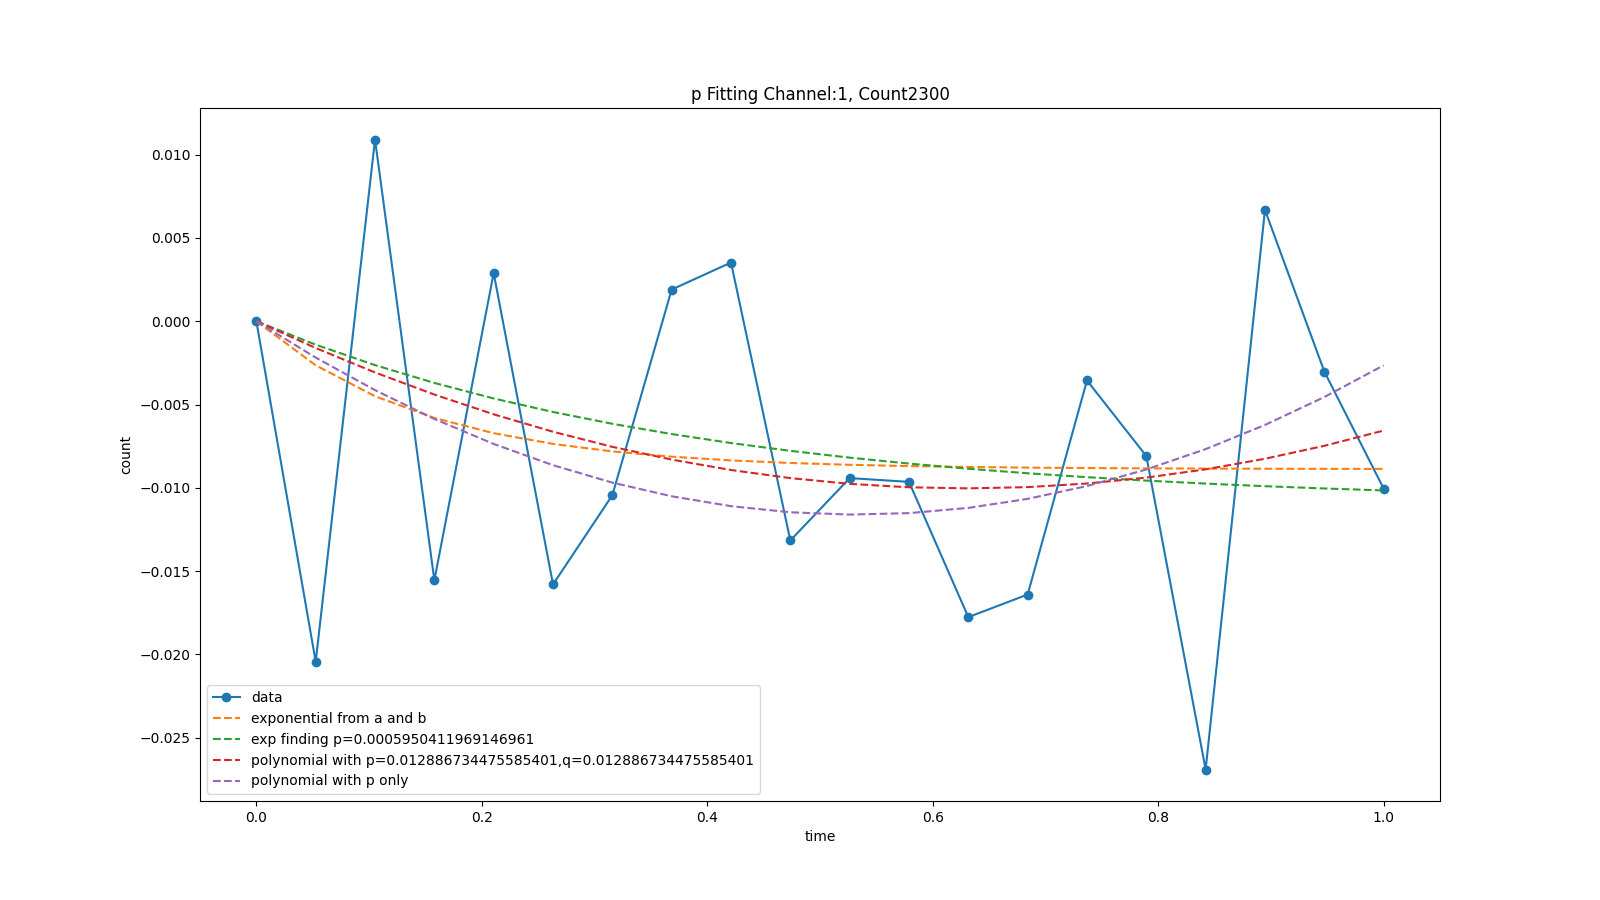 p Fitting Channel:1, Count2300
0.010
0.005
0.000
−0.005
−0.010
−0.015
−0.020
−0.025
count
data
exponential from a and b
exp finding p=0.0005950411969146961
polynomial with p=0.012886734475585401,q=0.012886734475585401
polynomial with p only
0.0 0.2 0.4 0.6 0.8 1.0
time